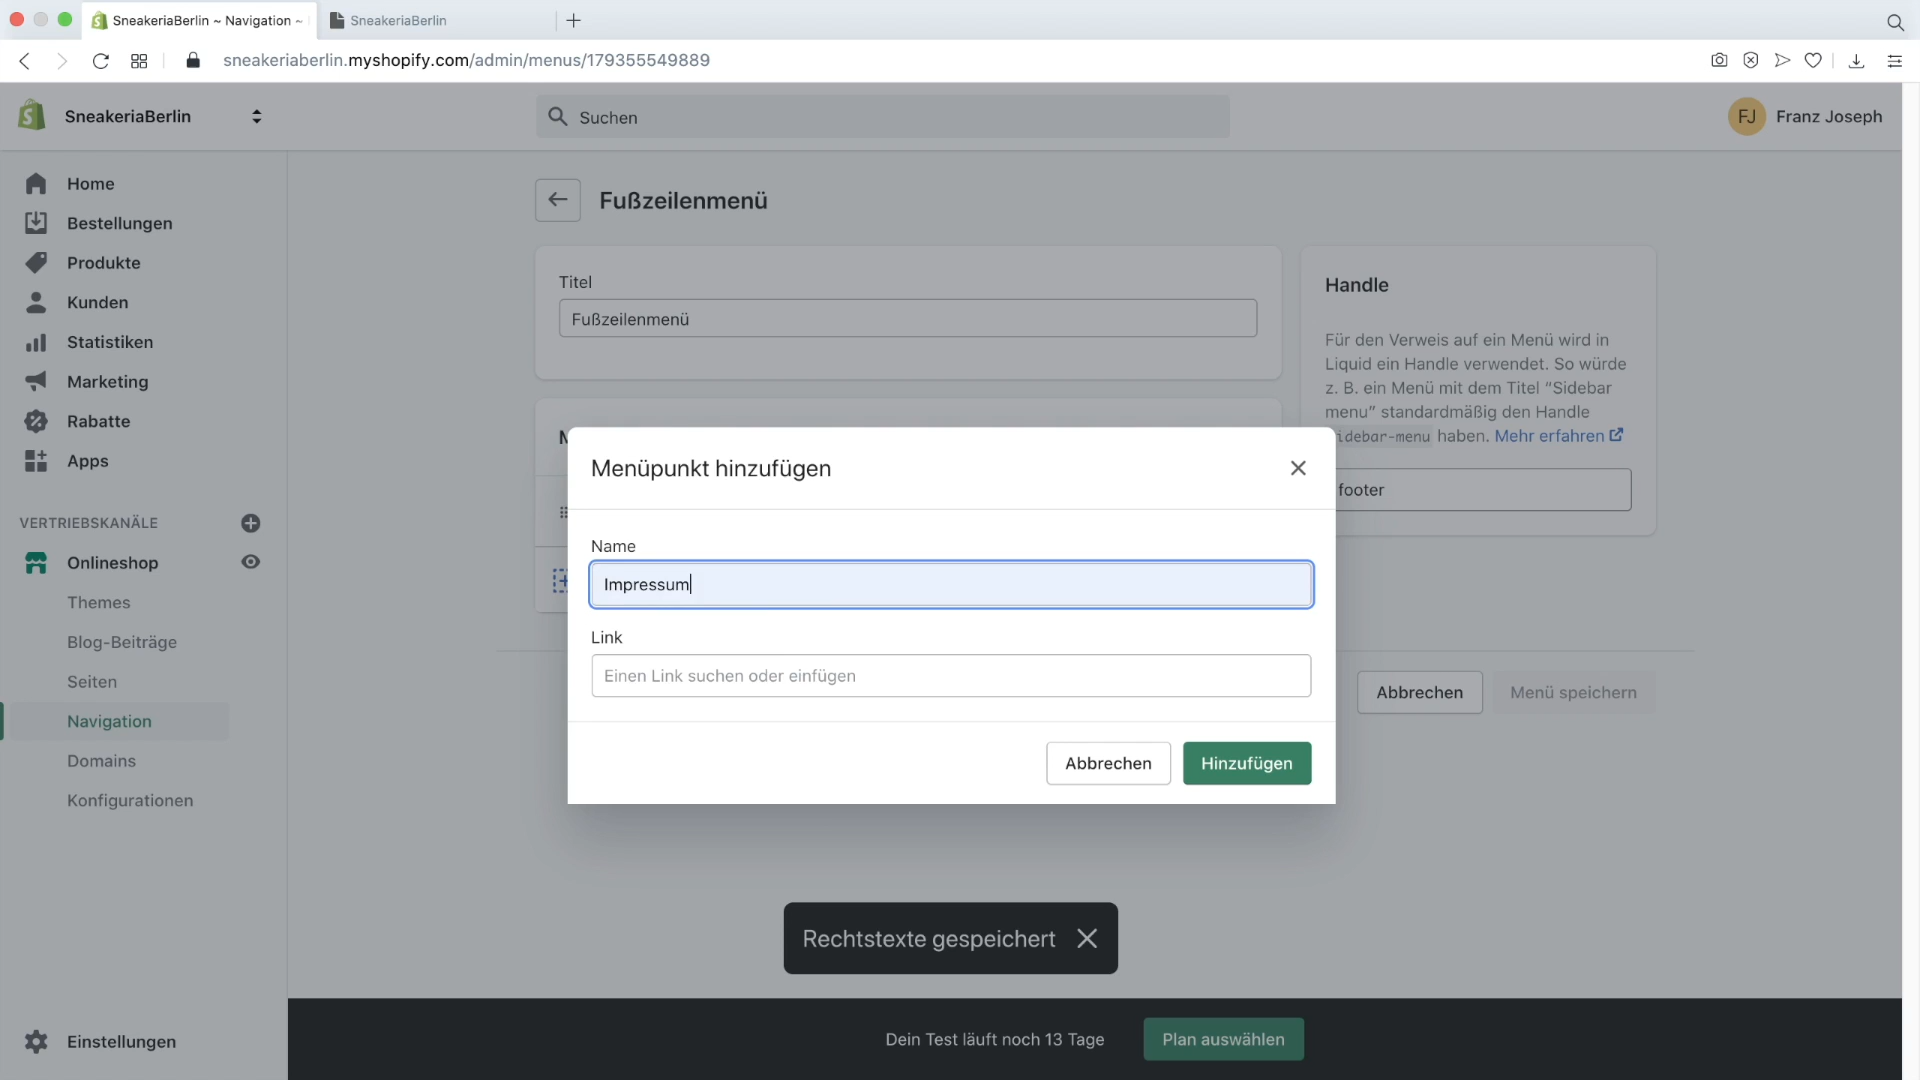 SneakeriaBerlin ~ Navigation ~
SneakeriaBerlin
sneakeriaberlin.myshopify.com/admin/menus/179355549889
SneakeriaBerlin
Suchen
FJ Franz Joseph
Home
Bestellungen
Produkte
Kunden
Statistiken
Marketing
Rabatte
Apps
VERTRIEBSKANÄLE
Onlineshop
Themes
Blog-Beiträge
Seiten
Navigation
Domains
Konfigurationen
Einstellungen
Fußzeilenmenü
Titel
Fußzeilenmenü
Handle
Für den Verweis auf ein Menü wird in
Liquid ein Handle verwendet. So würde
z. B. ein Menü mit dem Titel “Sidebar
menu” standardmäßig den Handle
idebar-menu haben. Mehr erfahren
footer
Menüpunkt hinzufügen
Name
Impressum
Link
Einen Link suchen oder einfügen
Abbrechen
Hinzufügen
Abbrechen
Menü speichern
Rechtstexte gespeichert
Dein Test läuft noch 13 Tage
Plan auswählen